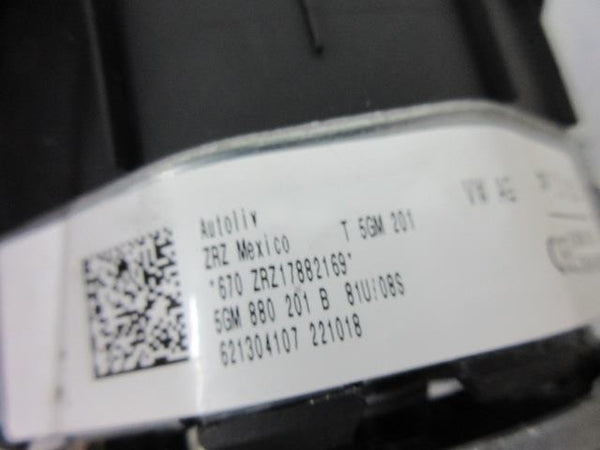 Autoliv
ZRZ Mexico T 5GM 201 VW AG
*670 ZRZ17882169*
5GM 880 201 B 81U/08S
621304107 221018